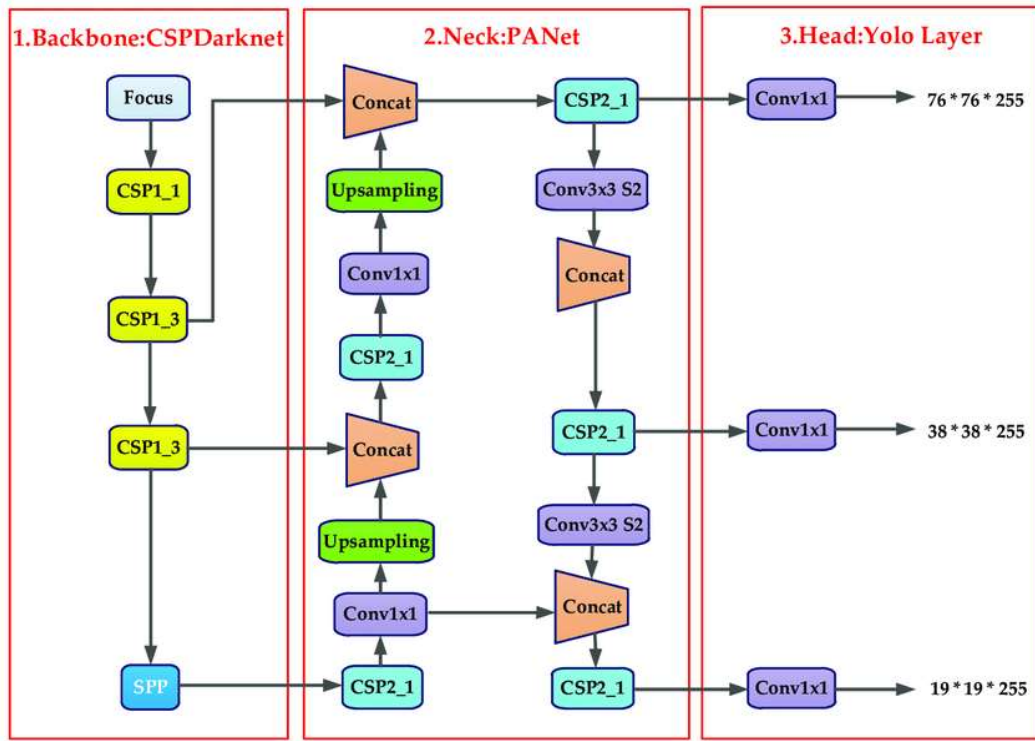 1.Backbone:CSPDarknet
Focus
CSP1_1
CSP1_3
CSP1_3
SPP
2.Neck:PANet
Concat
Upsampling
Conv1x1
CSP2_1
Concat
Upsampling
Conv1x1
CSP2_1
CSP2_1
Conv3x3 S2
Concat
CSP2_1
Conv3x3 S2
Concat
CSP2_1
3.Head:Yolo Layer
Conv1x1
76 * 76 * 255
Conv1x1
38 * 38 * 255
Conv1x1
19 * 19 * 255